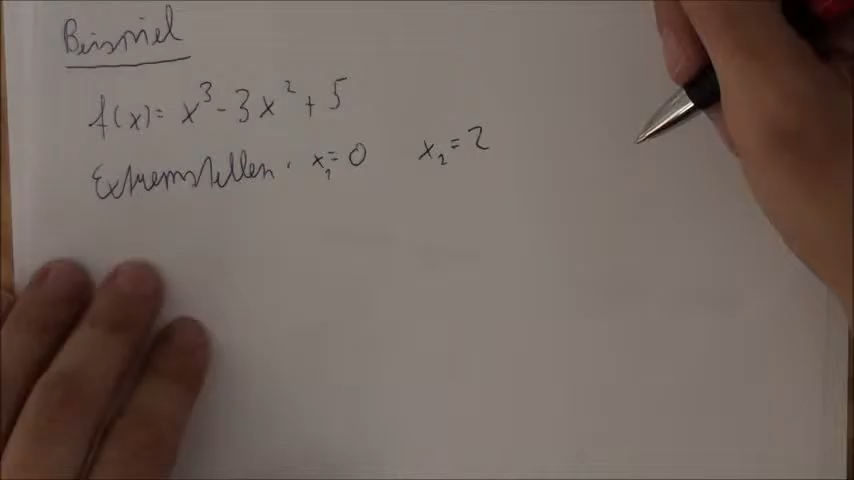 Beispiel
f(x) = x³ - 3x² + 5
Extremstellen: x₁ = 0 x₂ = 2